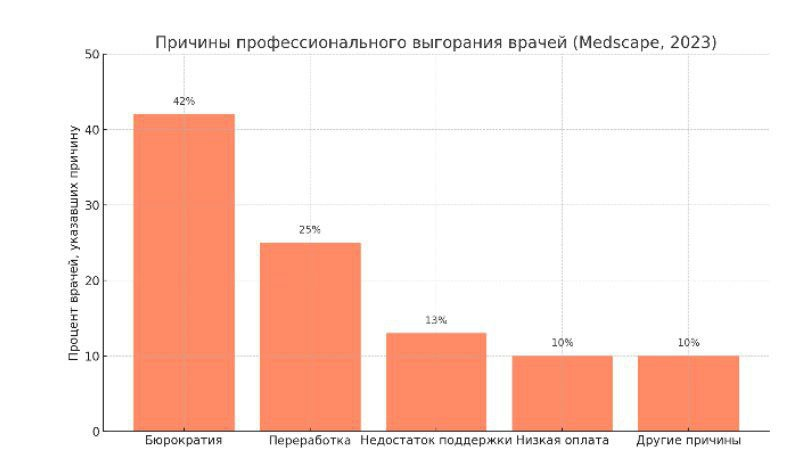 Причины профессионального выгорания врачей (Medscape, 2023)
Процент врачей, указавших причину
50
40
30
20
10
0
42%
25%
13%
10%
10%
Бюрократия
Переработка
Недостаток поддержки
Низкая оплата
Другие причины